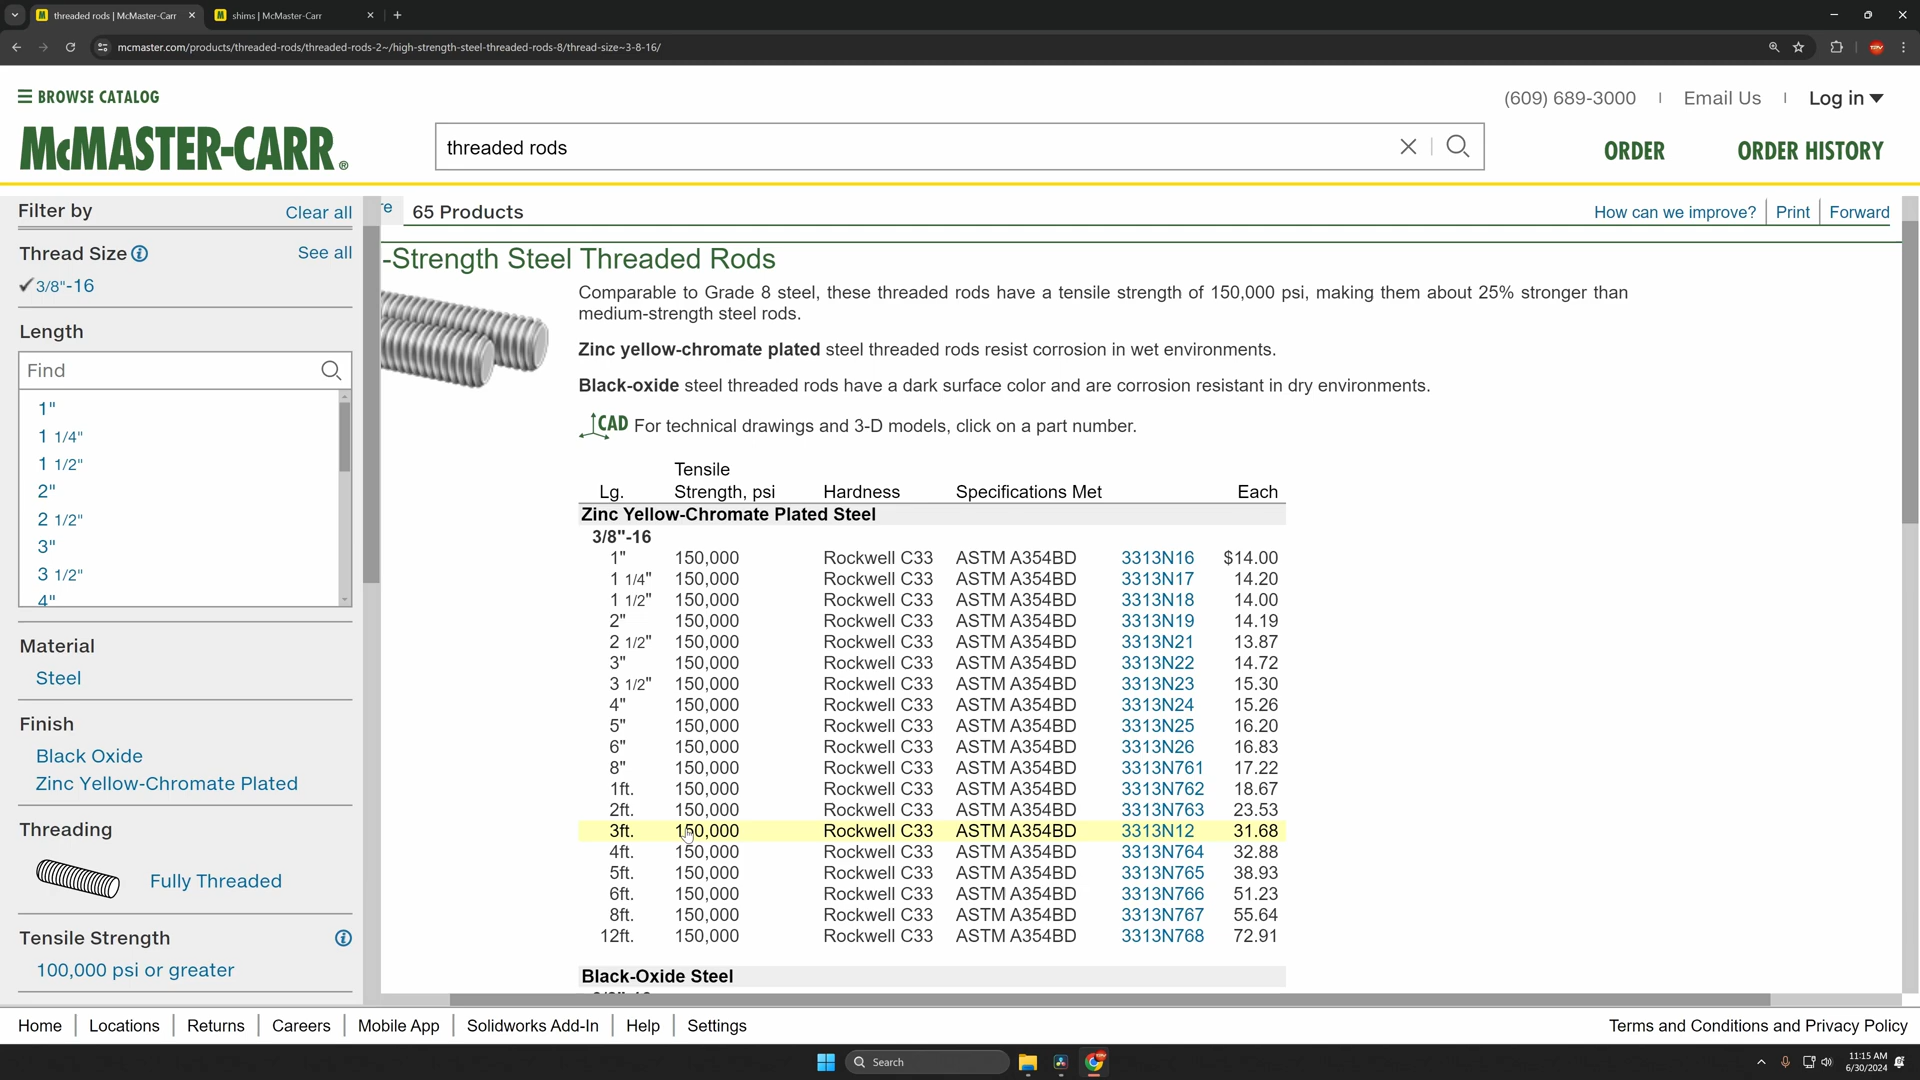 threaded rods | McMaster-Carr
shims | McMaster-Carr
mcmaster.com/products/threaded-rods/threaded-rods-2~/high-strength-steel-threaded-rods-8/thread-size~3-8-16/
BROWSE CATALOG
(609) 689-3000
Email Us
Log in
McMASTER-CARR®
threaded rods
ORDER
ORDER HISTORY
Filter by
Clear all
65 Products
How can we improve?
Print
Forward
Thread Size
See all
3/8"-16
Length
Find
1"
1 1/4"
1 1/2"
2"
2 1/2"
3"
3 1/2"
4"
Material
Steel
Finish
Black Oxide
Zinc Yellow-Chromate Plated
Threading
Fully Threaded
Tensile Strength
100,000 psi or greater
-Strength Steel Threaded Rods
Comparable to Grade 8 steel, these threaded rods have a tensile strength of 150,000 psi, making them about 25% stronger than
medium-strength steel rods.
Zinc yellow-chromate plated steel threaded rods resist corrosion in wet environments.
Black-oxide steel threaded rods have a dark surface color and are corrosion resistant in dry environments.
CAD For technical drawings and 3-D models, click on a part number.
Tensile
Lg. Strength, psi Hardness Specifications Met Each
Zinc Yellow-Chromate Plated Steel
3/8"-16
1" 150,000 Rockwell C33 ASTM A354BD 3313N16 $14.00
1 1/4" 150,000 Rockwell C33 ASTM A354BD 3313N17 14.20
1 1/2" 150,000 Rockwell C33 ASTM A354BD 3313N18 14.00
2" 150,000 Rockwell C33 ASTM A354BD 3313N19 14.19
2 1/2" 150,000 Rockwell C33 ASTM A354BD 3313N21 13.87
3" 150,000 Rockwell C33 ASTM A354BD 3313N22 14.72
3 1/2" 150,000 Rockwell C33 ASTM A354BD 3313N23 15.30
4" 150,000 Rockwell C33 ASTM A354BD 3313N24 15.26
5" 150,000 Rockwell C33 ASTM A354BD 3313N25 16.20
6" 150,000 Rockwell C33 ASTM A354BD 3313N26 16.83
8" 150,000 Rockwell C33 ASTM A354BD 3313N761 17.22
1ft. 150,000 Rockwell C33 ASTM A354BD 3313N762 18.67
2ft. 150,000 Rockwell C33 ASTM A354BD 3313N763 23.53
3ft. 150,000 Rockwell C33 ASTM A354BD 3313N12 31.68
4ft. 150,000 Rockwell C33 ASTM A354BD 3313N764 32.88
5ft. 150,000 Rockwell C33 ASTM A354BD 3313N765 38.93
6ft. 150,000 Rockwell C33 ASTM A354BD 3313N766 51.23
8ft. 150,000 Rockwell C33 ASTM A354BD 3313N767 55.64
12ft. 150,000 Rockwell C33 ASTM A354BD 3313N768 72.91
Black-Oxide Steel
Home
Locations
Returns
Careers
Mobile App
Solidworks Add-In
Help
Settings
Terms and Conditions and Privacy Policy
Search
11:15 AM
6/30/2024